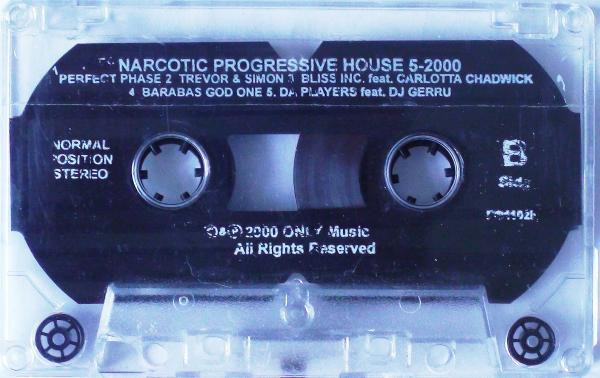 NARCOTIC PROGRESSIVE HOUSE 5-2000
PERFECT PHASE 2 TREVOR & SIMON 3 BLISS INC. feat. CARLOTTA CHADWICK
4 BARABAS GOD ONE 5. DA PLAYERS feat. DJ GERRU
NORMAL
POSITION
STEREO
B
Side
©&℗ 2000 ONLY Music
All Rights Reserved